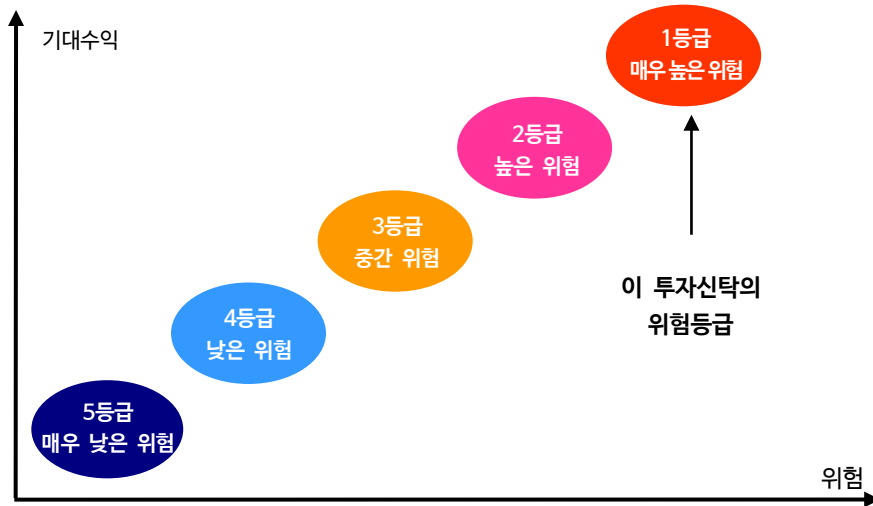 기대수익
1등급
매우 높은 위험
2등급
높은 위험
3등급
중간 위험
이 투자신탁의
위험등급
4등급
낮은 위험
5등급
매우 낮은 위험
위험